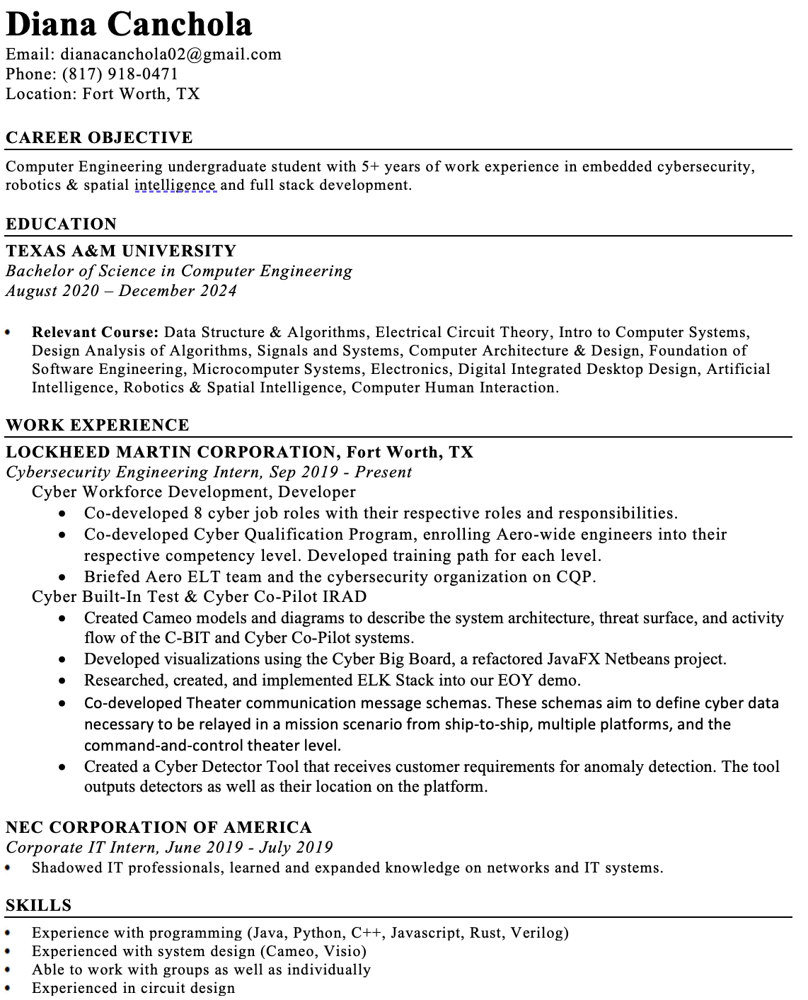 Diana Canchola
Email: dianacanchola02@gmail.com
Phone: (817) 918-0471
Location: Fort Worth, TX
CAREER OBJECTIVE
Computer Engineering undergraduate student with 5+ years of work experience in embedded cybersecurity,
robotics & spatial intelligence and full stack development.
EDUCATION
TEXAS A&M UNIVERSITY
Bachelor of Science in Computer Engineering
August 2020 – December 2024
• Relevant Course: Data Structure & Algorithms, Electrical Circuit Theory, Intro to Computer Systems,
Design Analysis of Algorithms, Signals and Systems, Computer Architecture & Design, Foundation of
Software Engineering, Microcomputer Systems, Electronics, Digital Integrated Desktop Design, Artificial
Intelligence, Robotics & Spatial Intelligence, Computer Human Interaction.
WORK EXPERIENCE
LOCKHEED MARTIN CORPORATION, Fort Worth, TX
Cybersecurity Engineering Intern, Sep 2019 - Present
Cyber Workforce Development, Developer
• Co-developed 8 cyber job roles with their respective roles and responsibilities.
• Co-developed Cyber Qualification Program, enrolling Aero-wide engineers into their
respective competency level. Developed training path for each level.
• Briefed Aero ELT team and the cybersecurity organization on CQP.
Cyber Built-In Test & Cyber Co-Pilot IRAD
• Created Cameo models and diagrams to describe the system architecture, threat surface, and activity
flow of the C-BIT and Cyber Co-Pilot systems.
• Developed visualizations using the Cyber Big Board, a refactored JavaFX Netbeans project.
• Researched, created, and implemented ELK Stack into our EOY demo.
• Co-developed Theater communication message schemas. These schemas aim to define cyber data
necessary to be relayed in a mission scenario from ship-to-ship, multiple platforms, and the
command-and-control theater level.
• Created a Cyber Detector Tool that receives customer requirements for anomaly detection. The tool
outputs detectors as well as their location on the platform.
NEC CORPORATION OF AMERICA
Corporate IT Intern, June 2019 - July 2019
• Shadowed IT professionals, learned and expanded knowledge on networks and IT systems.
SKILLS
• Experience with programming (Java, Python, C++, Javascript, Rust, Verilog)
• Experienced with system design (Cameo, Visio)
• Able to work with groups as well as individually
• Experienced in circuit design